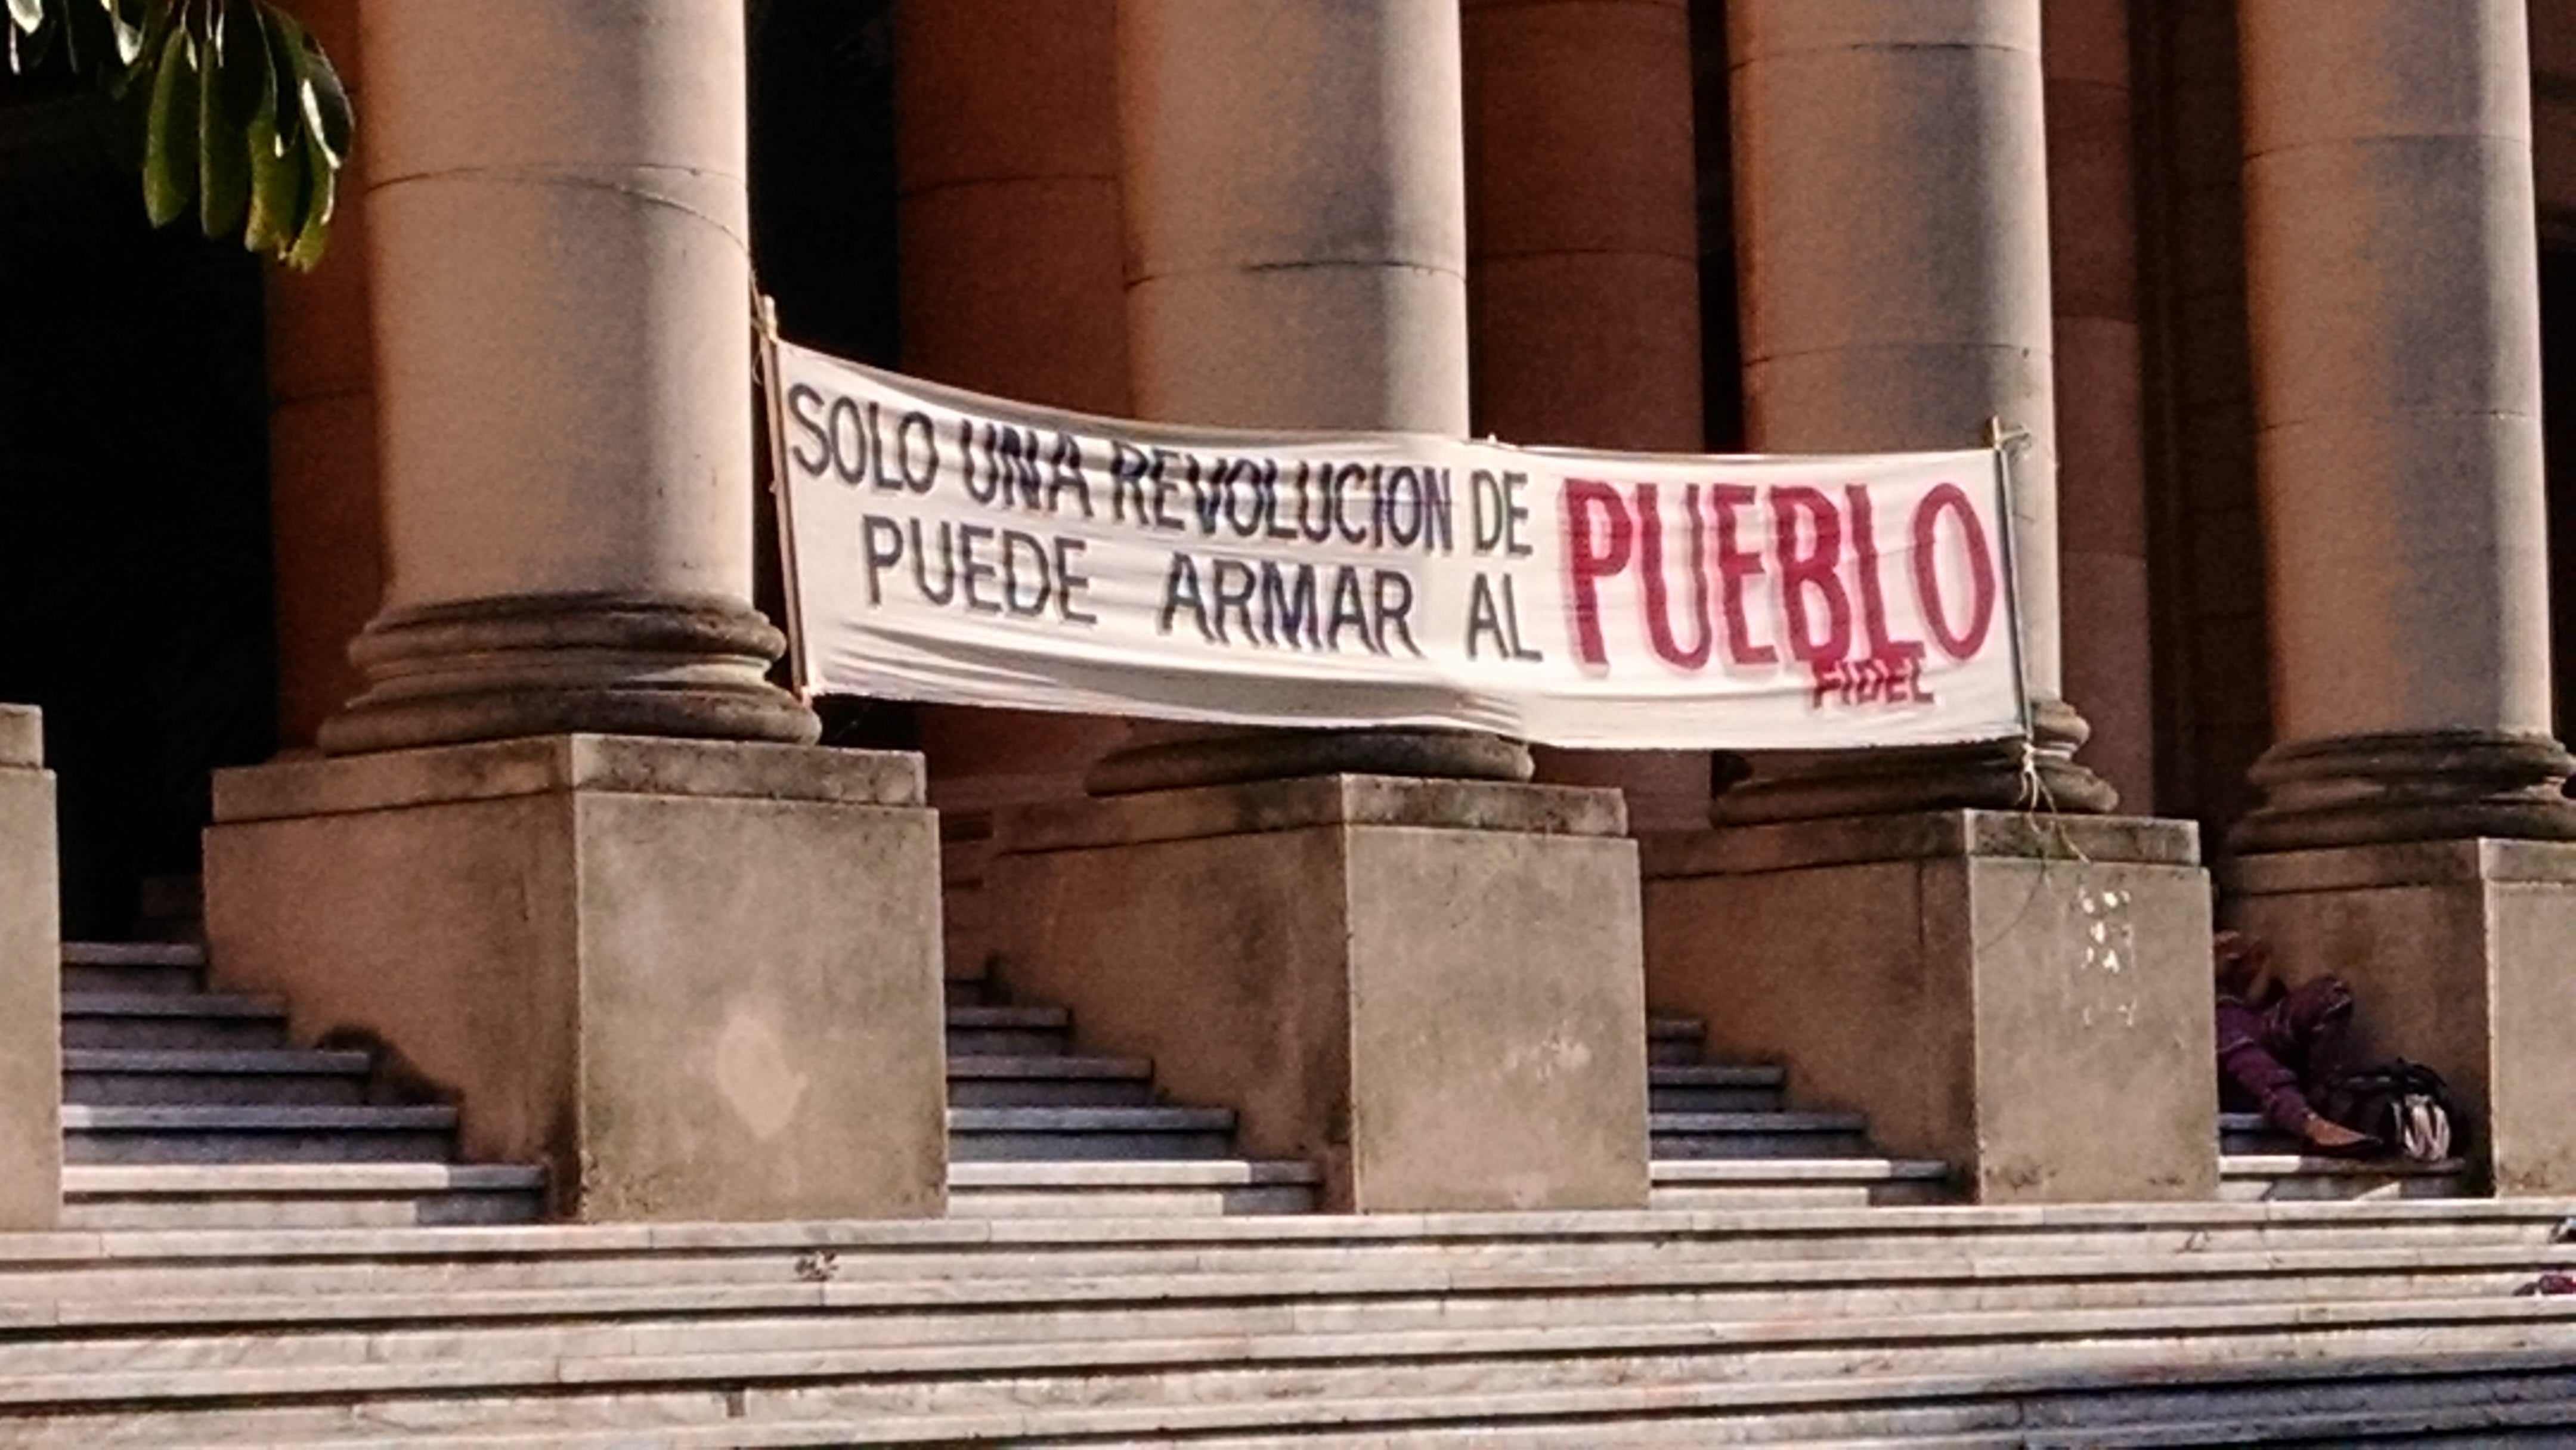 SOLO UNA REVOLUCION DE PUEBLO
PUEDE ARMAR AL
FIDEL